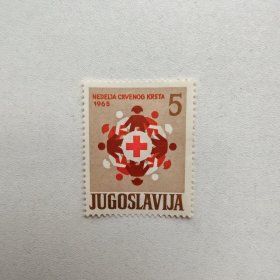 NEDELJA CRVENOG KRSTA
1965
5
JUGOSLAVIJA